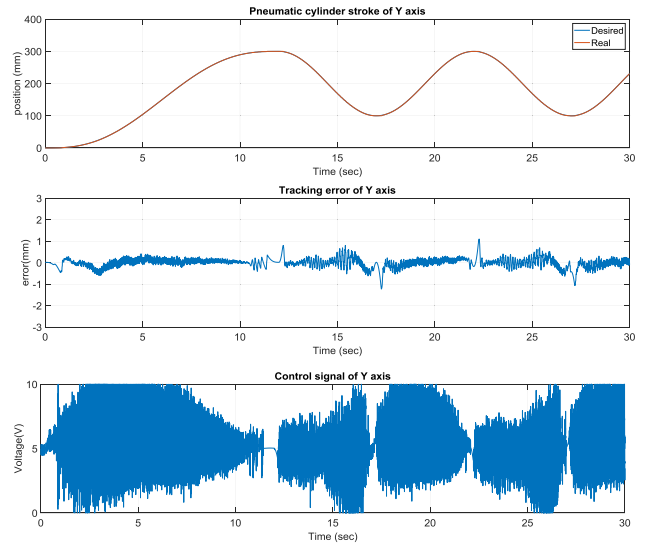 Pneumatic cylinder stroke of Y axis
400
300
200
100
0
position (mm)
Desired
Real
0 5 10 15 20 25 30
Time (sec)
Tracking error of Y axis
3
2
1
0
-1
-2
-3
error(mm)
0 5 10 15 20 25 30
Time (sec)
Control signal of Y axis
10
5
0
Voltage(V)
0 5 10 15 20 25 30
Time (sec)